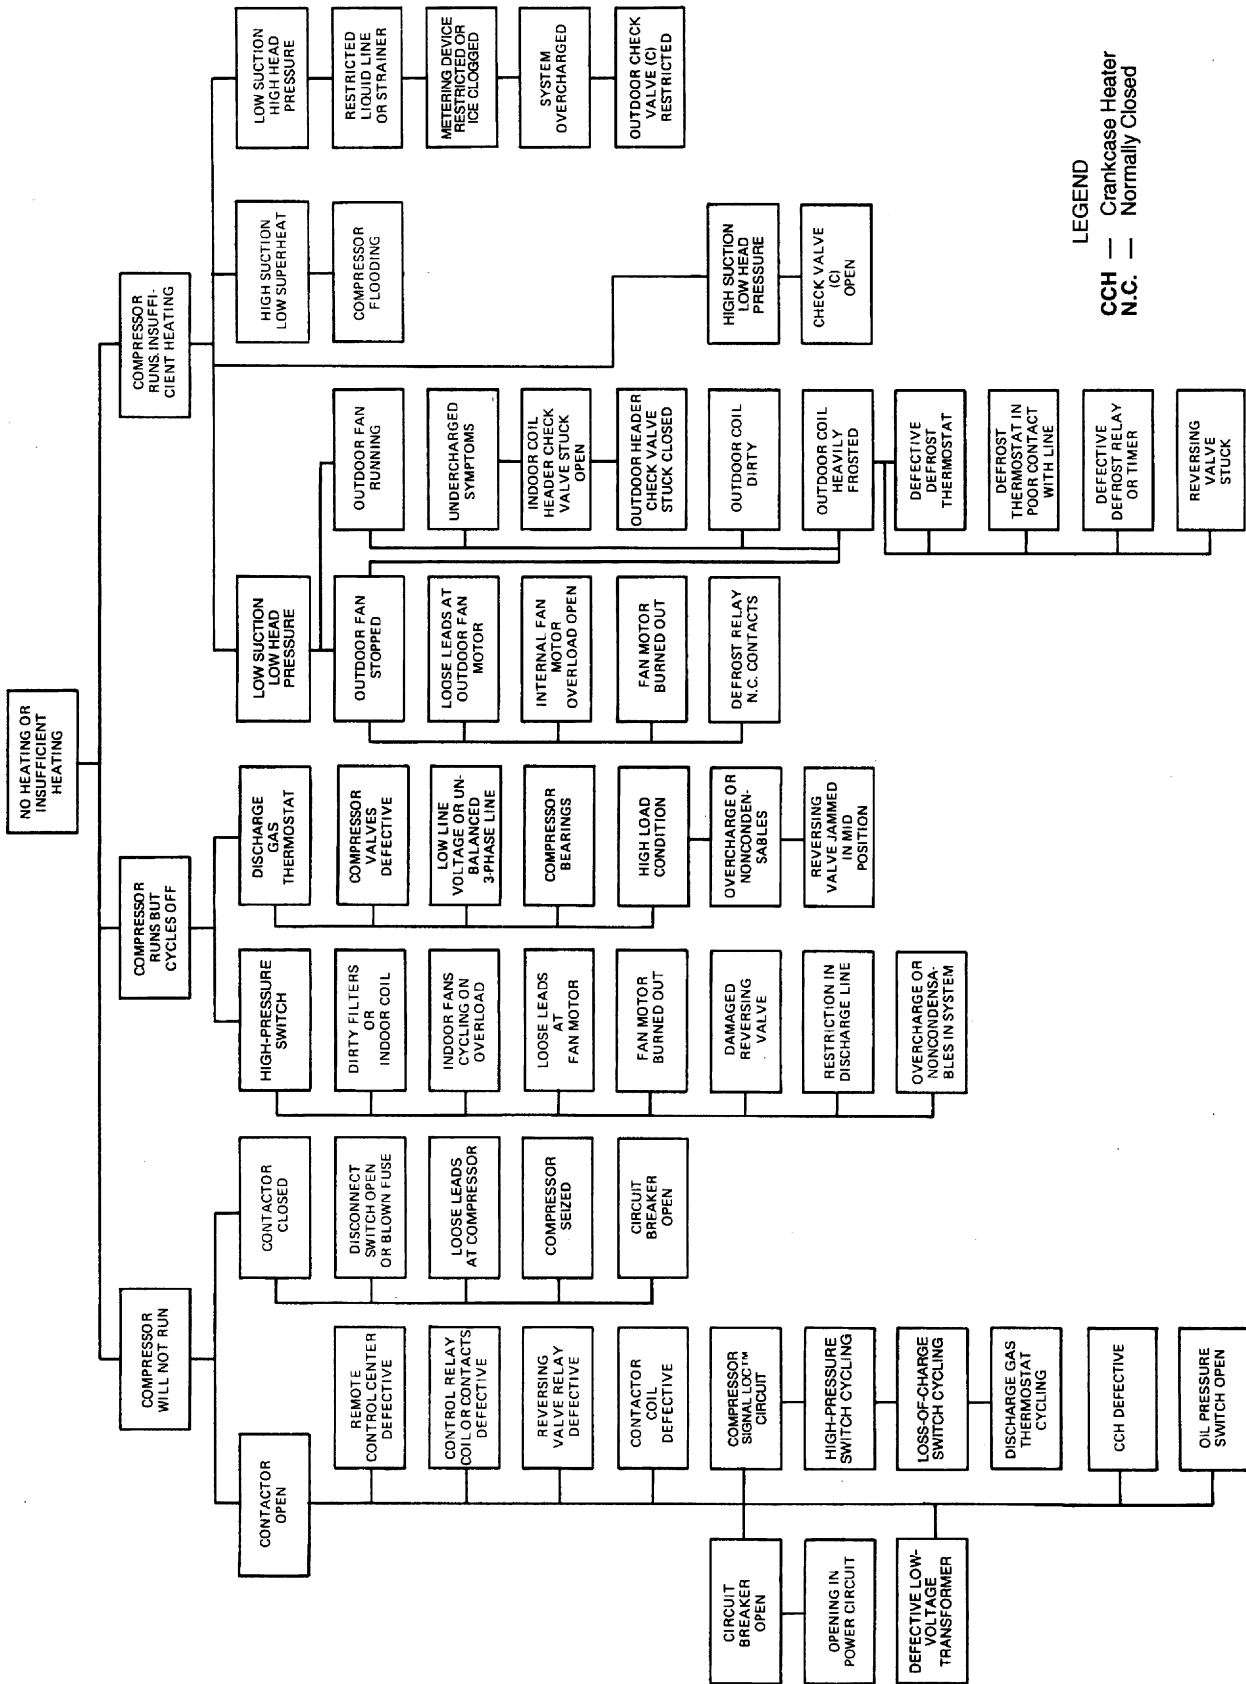 NO HEATING OR
INSUFFICIENT
HEATING
COMPRESSOR
WILL NOT RUN
COMPRESSOR
RUNS BUT
CYCLES OFF
COMPRESSOR
RUNS. INSUFFI-
CIENT HEATING
CONTACTOR
OPEN
REMOTE
CONTROL CENTER
DEFECTIVE
CONTROL RELAY
COIL OR CONTACTS
DEFECTIVE
REVERSING
VALVE RELAY
DEFECTIVE
CONTACTOR
COIL
DEFECTIVE
CIRCUIT
BREAKER
OPEN
OPENING IN
POWER CIRCUIT
DEFECTIVE LOW-
VOLTAGE
TRANSFORMER
COMPRESSOR
SIGNAL LOC™
CIRCUIT
HIGH-PRESSURE
SWITCH CYCLING
LOSS-OF-CHARGE
SWITCH CYCLING
DISCHARGE GAS
THERMOSTAT
CYCLING
CCH DEFECTIVE
OIL PRESSURE
SWITCH OPEN
CONTACTOR
CLOSED
DISCONNECT
SWITCH OPEN
OR BLOWN FUSE
LOOSE LEADS
AT COMPRESSOR
COMPRESSOR
SEIZED
CIRCUIT
BREAKER
OPEN
HIGH-PRESSURE
SWITCH
DIRTY FILTERS
OR
INDOOR COIL
INDOOR FANS
CYCLING ON
OVERLOAD
LOOSE LEADS
AT
FAN MOTOR
FAN MOTOR
BURNED OUT
DAMAGED
REVERSING
VALVE
RESTRICTION IN
DISCHARGE LINE
OVERCHARGE OR
NONCONDENSA-
BLES IN SYSTEM
DISCHARGE
GAS
THERMOSTAT
COMPRESSOR
VALVES
DEFECTIVE
LOW LINE
VOLTAGE OR UN-
BALANCED
3-PHASE LINE
COMPRESSOR
BEARINGS
HIGH LOAD
CONDITION
OVERCHARGE OR
NONCONDEN-
SABLES
REVERSING
VALVE JAMMED
IN MID
POSITION
LOW SUCTION
LOW HEAD
PRESSURE
OUTDOOR FAN
STOPPED
LOOSE LEADS AT
OUTDOOR FAN
MOTOR
INTERNAL FAN
MOTOR
OVERLOAD OPEN
FAN MOTOR
BURNED OUT
DEFROST RELAY
N.C. CONTACTS
OUTDOOR FAN
RUNNING
UNDERCHARGED
SYMPTOMS
INDOOR COIL
HEADER CHECK
VALVE STUCK
OPEN
OUTDOOR HEADER
CHECK VALVE
STUCK CLOSED
OUTDOOR COIL
DIRTY
OUTDOOR COIL
HEAVILY
FROSTED
DEFECTIVE
DEFROST
THERMOSTAT
DEFROST
THERMOSTAT IN
POOR CONTACT
WITH LINE
DEFECTIVE
DEFROST RELAY
OR TIMER
REVERSING
VALVE
STUCK
HIGH SUCTION
LOW SUPERHEAT
COMPRESSOR
FLOODING
HIGH SUCTION
LOW HEAD
PRESSURE
CHECK VALVE
(C)
OPEN
LOW SUCTION
HIGH HEAD
PRESSURE
RESTRICTED
LIQUID LINE
OR STRAINER
METERING DEVICE
RESTRICTED OR
ICE CLOGGED
SYSTEM
OVERCHARGED
OUTDOOR CHECK
VALVE (C)
RESTRICTED
LEGEND
CCH — Crankcase Heater
N.C. — Normally Closed